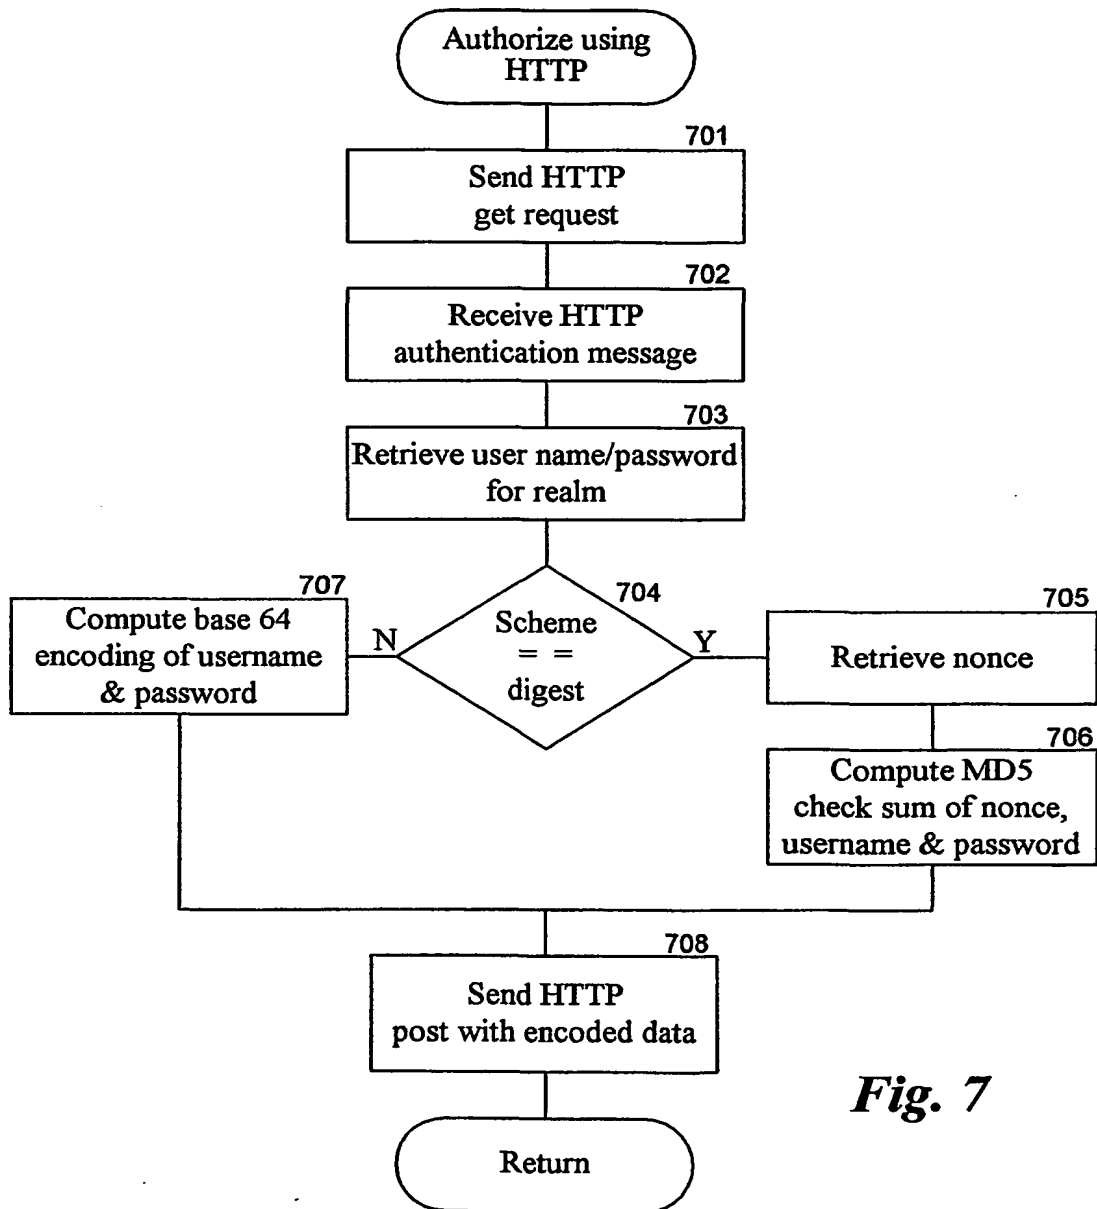 Authorize using
HTTP
701
Send HTTP
get request
702
Receive HTTP
authentication message
703
Retrieve user name/password
for realm
704
Scheme
= =
digest
N
Y
707
Compute base 64
encoding of username
& password
705
Retrieve nonce
706
Compute MD5
check sum of nonce,
username & password
708
Send HTTP
post with encoded data
Return
Fig. 7